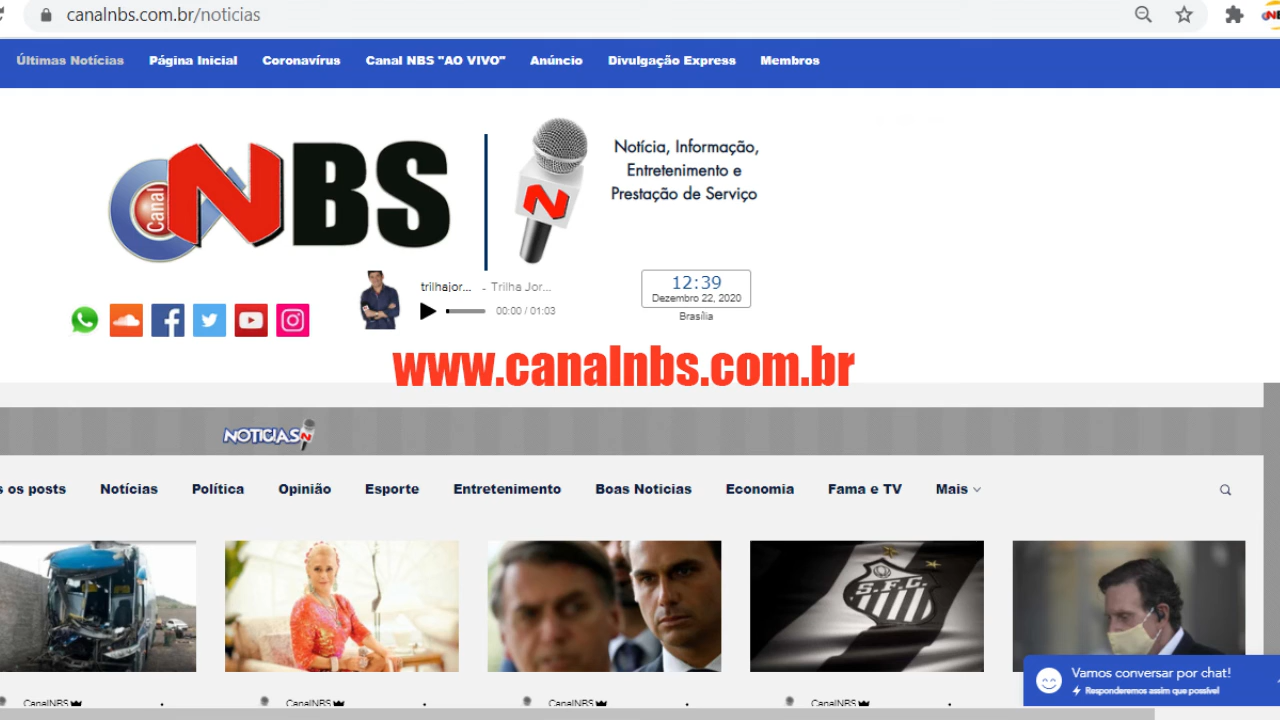 canalnbs.com.br/noticias
Últimas Notícias Página Inicial Coronavírus Canal NBS "AO VIVO" Anúncio Divulgação Express Membros
Canal NBS
N
Notícia, Informação,
Entretenimento e
Prestação de Serviço
trilhajor... - Trilha Jor...
00:00 / 01:03
12:39
Dezembro 22, 2020
Brasília
www.canalnbs.com.br
NOTICIAS N
s os posts Notícias Política Opinião Esporte Entretenimento Boas Noticias Economia Fama e TV Mais
S.F.C.
Vamos conversar por chat!
Responderemos assim que possível
CanalNBS CanalNBS CanalNBS CanalNBS